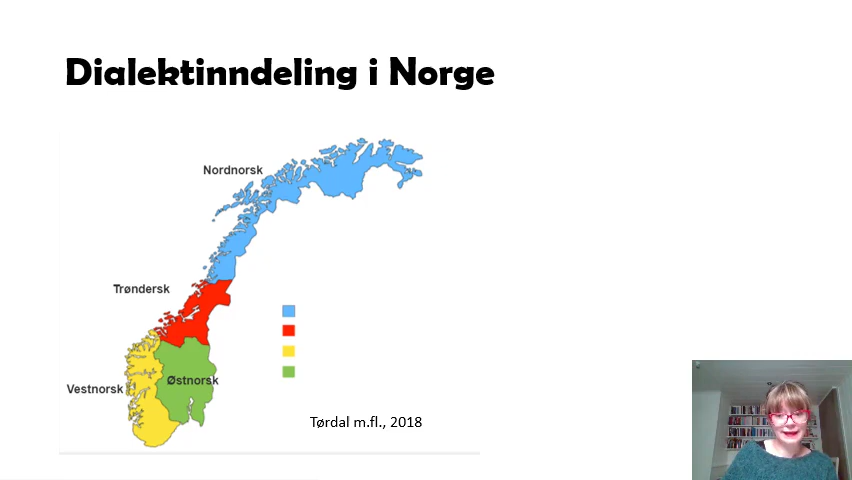 Dialektinndeling i Norge
Nordnorsk
Trøndersk
Vestnorsk
Østnorsk
Tørdal m.fl., 2018